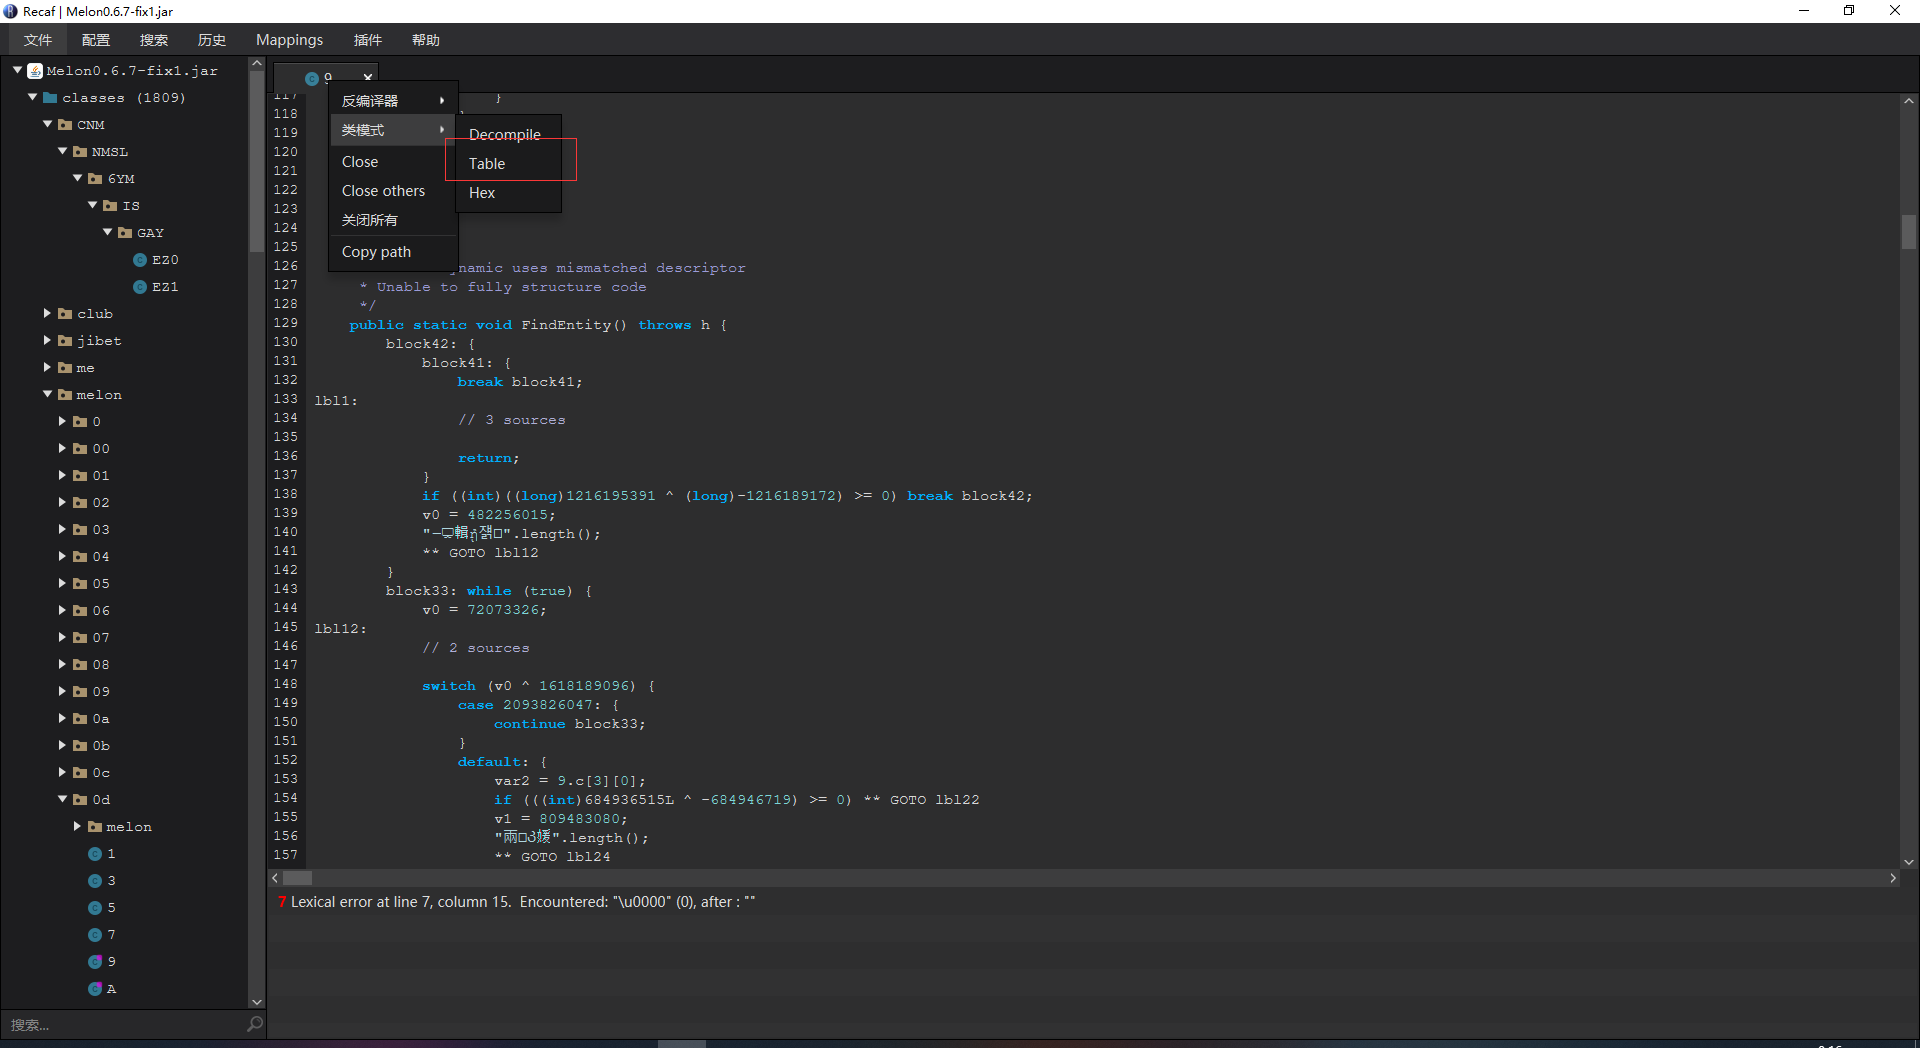 Recaf | Melon0.6.7-fix1.jar
文件 配置 搜索 历史 Mappings 插件 帮助
Melon0.6.7-fix1.jar
classes (1809)
CNM
NMSL
6YM
IS
GAY
EZ0
EZ1
club
jibet
me
melon
0
00
01
02
03
04
05
06
07
08
09
0a
0b
0c
0d
melon
1
3
5
7
9
A
搜索...
9
反编译器
类模式
Close
Close others
关闭所有
Copy path
Decompile
Table
Hex
117 }
118
119
120
121
122
123
124
125
126 namic uses mismatched descriptor
127 * Unable to fully structure code
128 */
129 public static void FindEntity() throws h {
130 block42: {
131 block41: {
132 break block41;
133 lbl1:
134 // 3 sources
135
136 return;
137 }
138 if ((int)((long)1216195391 ^ (long)-1216189172) >= 0) break block42;
139 v0 = 482256015;
140 ".length();
141 ** GOTO lbl12
142 }
143 block33: while (true) {
144 v0 = 72073326;
145 lbl12:
146 // 2 sources
147
148 switch (v0 ^ 1618189096) {
149 case 2093826047: {
150 continue block33;
151 }
152 default: {
153 var2 = 9.c[3][0];
154 if (((int)684936515L ^ -684946719) >= 0) ** GOTO lbl22
155 v1 = 809483080;
156 ".length();
157 ** GOTO lbl24
7 Lexical error at line 7, column 15. Encountered: "\u0000" (0), after : ""